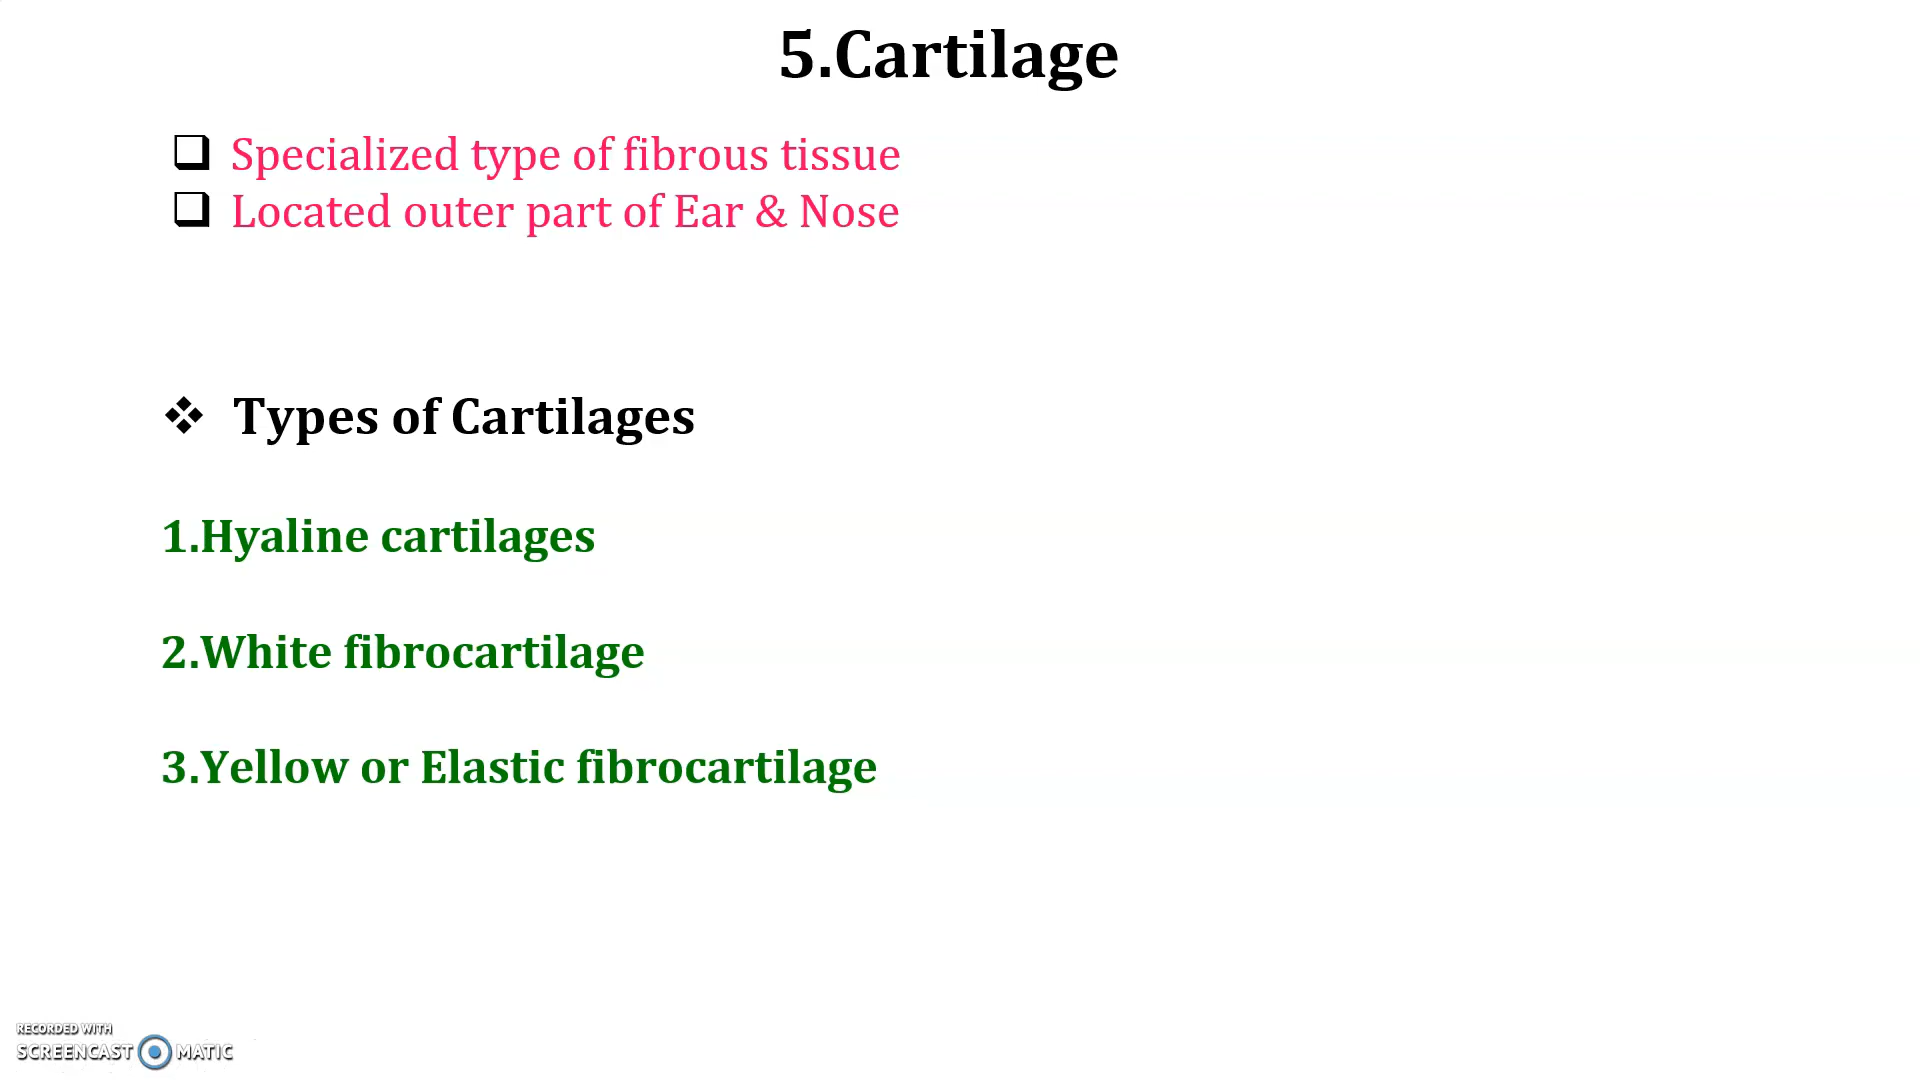 5.Cartilage
Specialized type of fibrous tissue
Located outer part of Ear & Nose
Types of Cartilages
1.Hyaline cartilages
2.White fibrocartilage
3.Yellow or Elastic fibrocartilage
RECORDED WITH
SCREENCAST MATIC